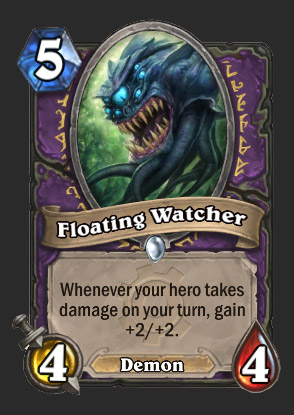 5
Floating Watcher
Whenever your hero takes
damage on your turn, gain
+2/+2.
4
Demon
4